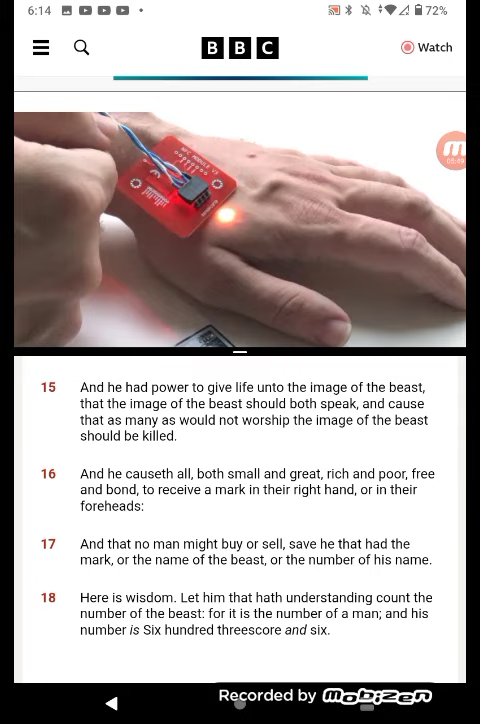 6:14
72%
BBC
Watch
NFC MODULE V3
05:49
15 And he had power to give life unto the image of the beast,
that the image of the beast should both speak, and cause
that as many as would not worship the image of the beast
should be killed.
16 And he causeth all, both small and great, rich and poor, free
and bond, to receive a mark in their right hand, or in their
foreheads:
17 And that no man might buy or sell, save he that had the
mark, or the name of the beast, or the number of his name.
18 Here is wisdom. Let him that hath understanding count the
number of the beast: for it is the number of a man; and his
number is Six hundred threescore and six.
Recorded by Mobizen